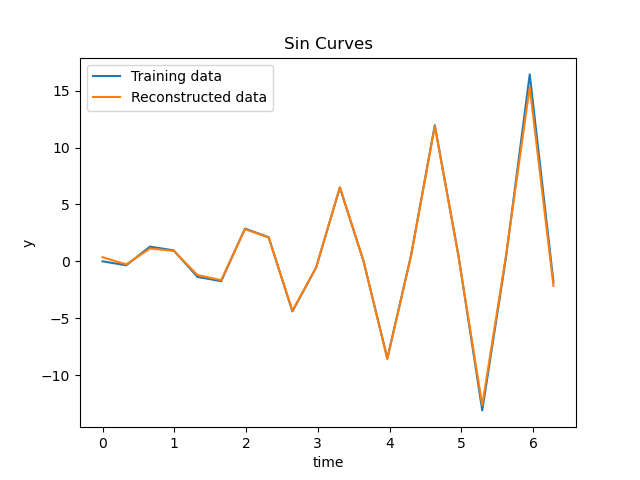 Sin Curves
Training data
Reconstructed data
15
10
5
0
−5
−10
y
0 1 2 3 4 5 6
time